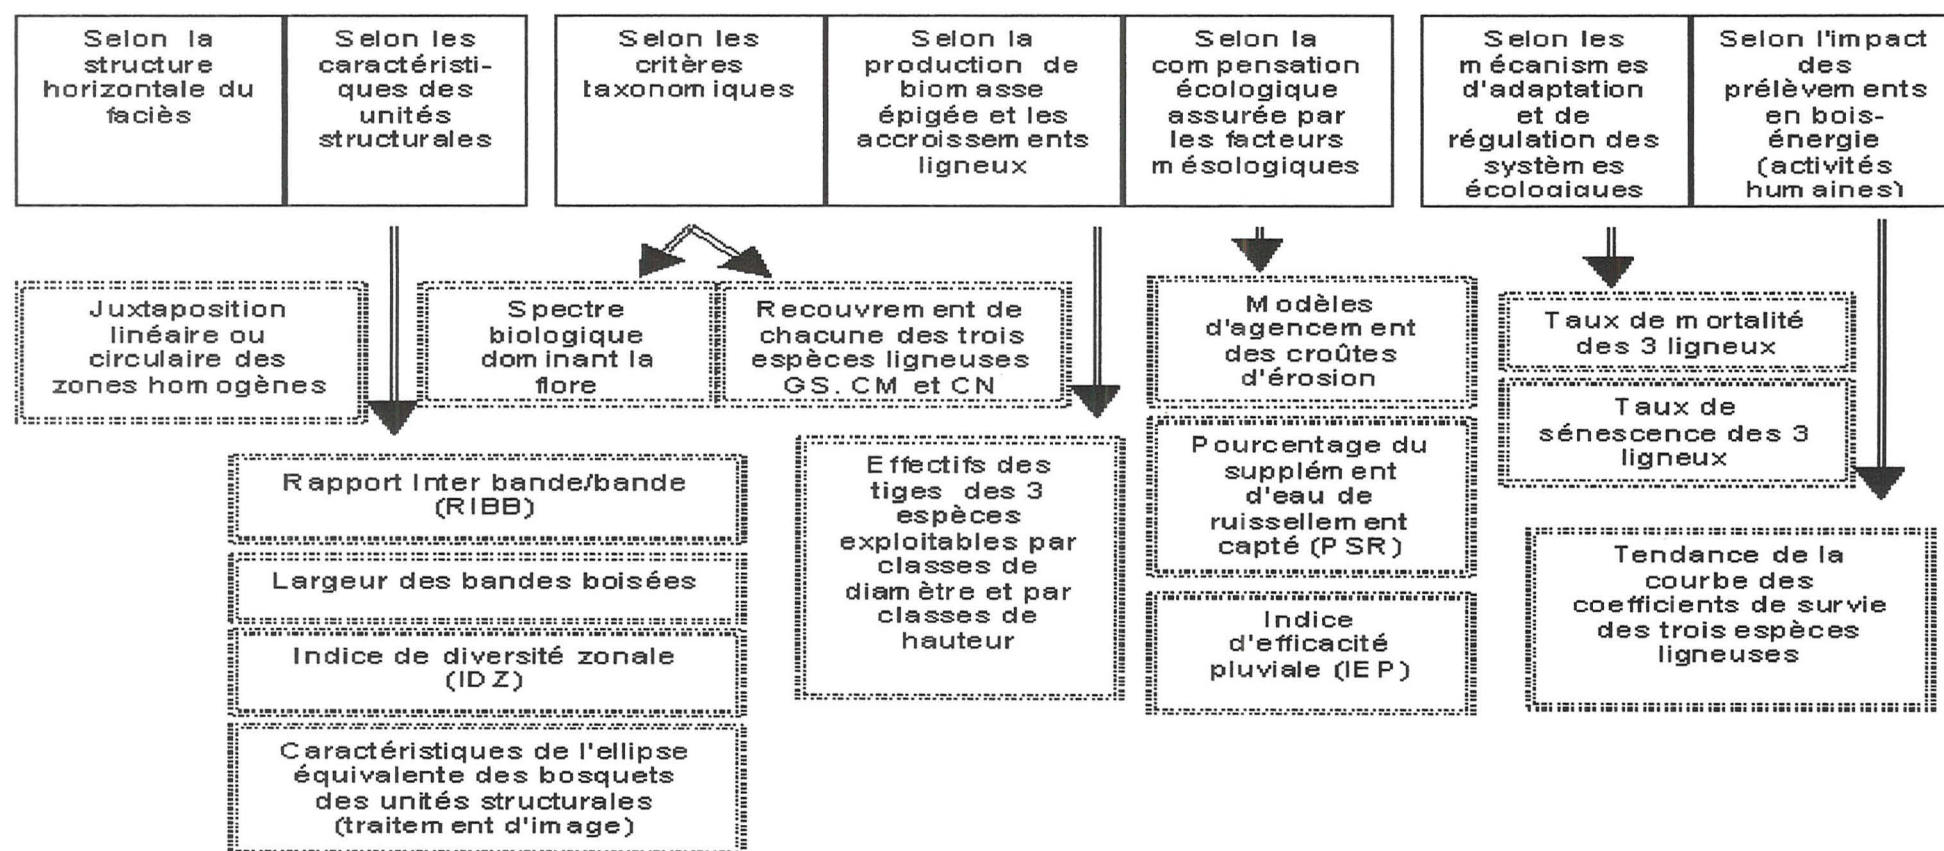 Selon la
structure
horizontale du
faciès
Selon les
caractéristi-
ques des
unités
structurales
Selon les
critères
taxonomiques
Selon la
production de
biomasse
épigée et les
accroissements
ligneux
Selon la
compensation
écologique
assurée par
les facteurs
mésologiques
Selon les
mécanismes
d'adaptation
et de
régulation des
systèmes
écologiques
Selon l'impact
des
prélèvements
en bois-
énergie
(activités
humaines)
Juxtaposition
linéaire ou
circulaire des
zones homogènes
Spectre
biologique
dominant la
flore
Recouvrement de
chacune des trois
espèces ligneuses
GS. CM et CN
Modèles
d'agencement
des croûtes
d'érosion
Taux de mortalité
des 3 ligneux
Taux de
sénescence des 3
ligneux
Rapport Inter bande/bande
(RIBB)
Largeur des bandes boisées
Indice de diversité zonale
(IDZ)
Caractéristiques de l'ellipse
équivalente des bosquets
des unités structurales
(traitement d'image)
Effectifs des
tiges des 3
espèces
exploitables par
classes de
diamètre et par
classes de
hauteur
Pourcentage du
supplément
d'eau de
ruissellement
capté (PSR)
Indice
d'efficacité
pluviale (IEP)
Tendance de la
courbe des
coefficients de survie
des trois espèces
ligneuses